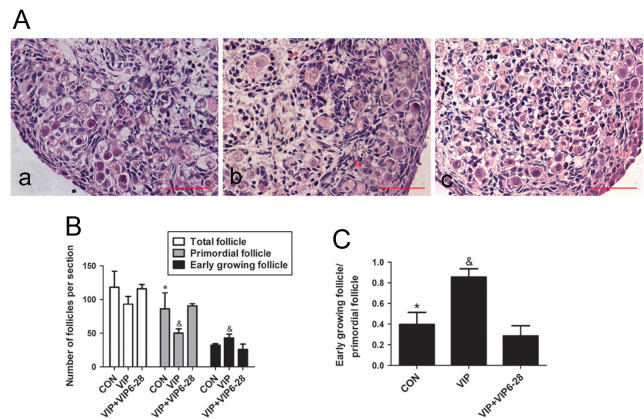 A
a
b
c
B
Total follicle
Primordial follicle
Early growing follicle
Number of follicles per section
150
100
50
0
*
&
&
CON
VIP
VIP+VIP6-28
CON
VIP
VIP+VIP6-28
CON
VIP
VIP+VIP6-28
C
Early growing follicle/
primordial follicle
1.0
0.8
0.6
0.4
0.2
0.0
*
&
CON
VIP
VIP+VIP6-28